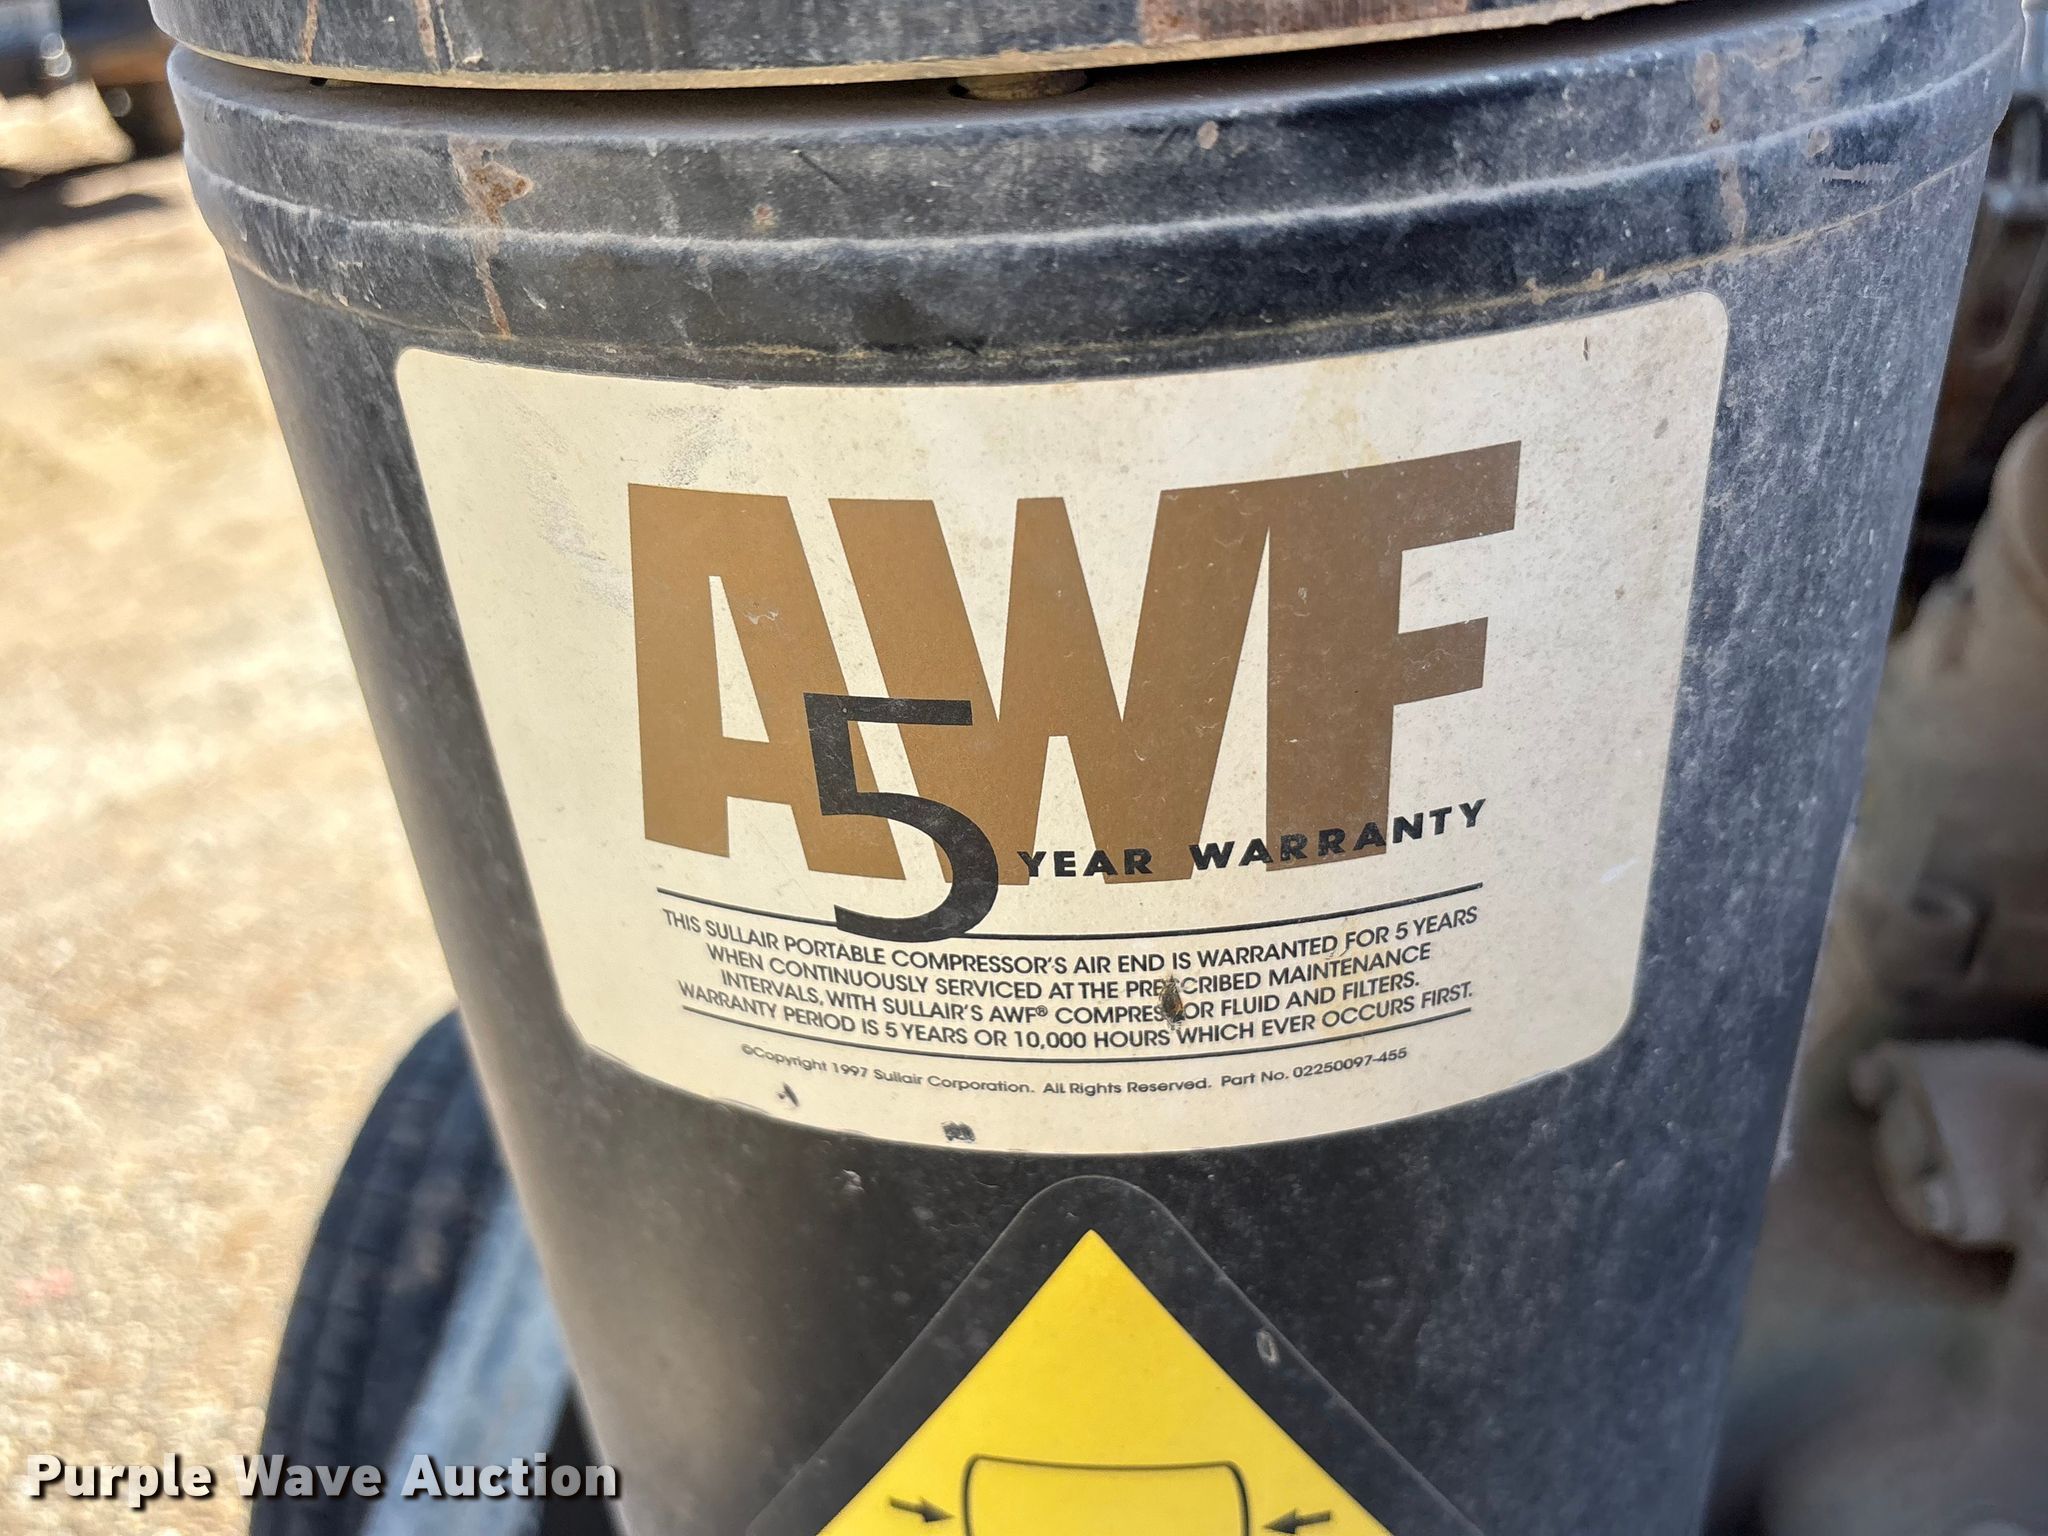 AWF
5 YEAR WARRANTY
THIS SULLAIR PORTABLE COMPRESSOR'S AIR END IS WARRANTED FOR 5 YEARS
WHEN CONTINUOUSLY SERVICED AT THE PRESCRIBED MAINTENANCE
INTERVALS, WITH SULLAIR'S AWF® COMPRESSOR FLUID AND FILTERS.
WARRANTY PERIOD IS 5 YEARS OR 10,000 HOURS WHICH EVER OCCURS FIRST.
©Copyright 1997 Sullair Corporation. All Rights Reserved. Part No. 02250097-455
Purple Wave Auction